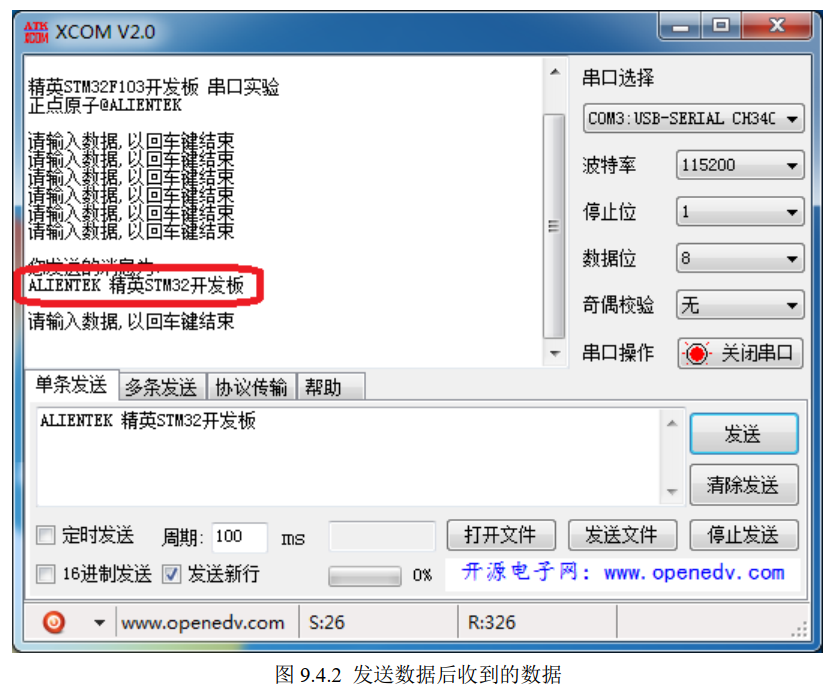 ATK
XCOM
XCOM V2.0
精英STM32F103开发板 串口实验
正点原子@ALIENTEK
请输入数据,以回车键结束
请输入数据,以回车键结束
请输入数据,以回车键结束
请输入数据,以回车键结束
请输入数据,以回车键结束
请输入数据,以回车键结束
您发送的消息为:
ALIENTEK 精英STM32开发板
请输入数据,以回车键结束
串口选择
COM3:USB-SERIAL CH34C
波特率 115200
停止位 1
数据位 8
奇偶校验 无
串口操作 关闭串口
单条发送 多条发送 协议传输 帮助
ALIENTEK 精英STM32开发板
发送
清除发送
定时发送 周期: 100 ms 打开文件 发送文件 停止发送
16进制发送 发送新行 0% 开源电子网: www.openedv.com
www.openedv.com S:26 R:326
图 9.4.2 发送数据后收到的数据